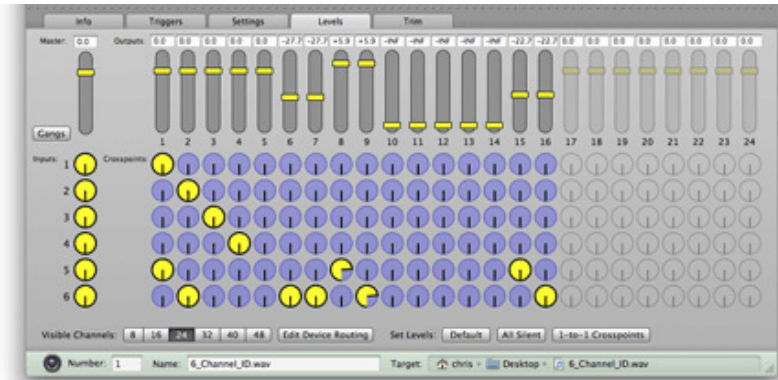 Info Triggers Settings Levels Trim
Master: 0.0 Outputs: 0.0 0.0 0.0 0.0 0.0 -27.7 -27.7 +5.9 +5.9 -INF -INF -INF -INF -INF -22.7 -22.7 0.0 0.0 0.0 0.0 0.0 0.0 0.0 0.0
Gangs 1 2 3 4 5 6 7 8 9 10 11 12 13 14 15 16 17 18 19 20 21 22 23 24
Inputs: 1 Crosspoints:
2
3
4
5
6
Visible Channels: 8 16 24 32 40 48 Edit Device Routing Set Levels: Default All Silent 1-to-1 Crosspoints
Number: 1 Name: 6_Channel_ID.wav Target: chris Desktop 6_Channel_ID.wav